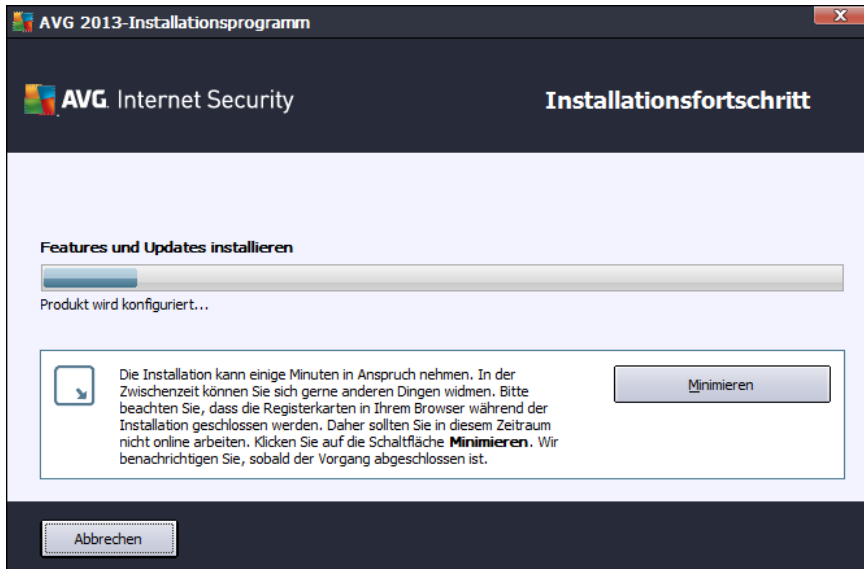 AVG 2013-Installationsprogramm
X
AVG. Internet Security
Installationsfortschritt
Features und Updates installieren
Produkt wird konfiguriert...
Die Installation kann einige Minuten in Anspruch nehmen. In der
Zwischenzeit können Sie sich gerne anderen Dingen widmen. Bitte
beachten Sie, dass die Registerkarten in Ihrem Browser während der
Installation geschlossen werden. Daher sollten Sie in diesem Zeitraum
nicht online arbeiten. Klicken Sie auf die Schaltfläche Minimieren. Wir
benachrichtigen Sie, sobald der Vorgang abgeschlossen ist.
Minimieren
Abbrechen